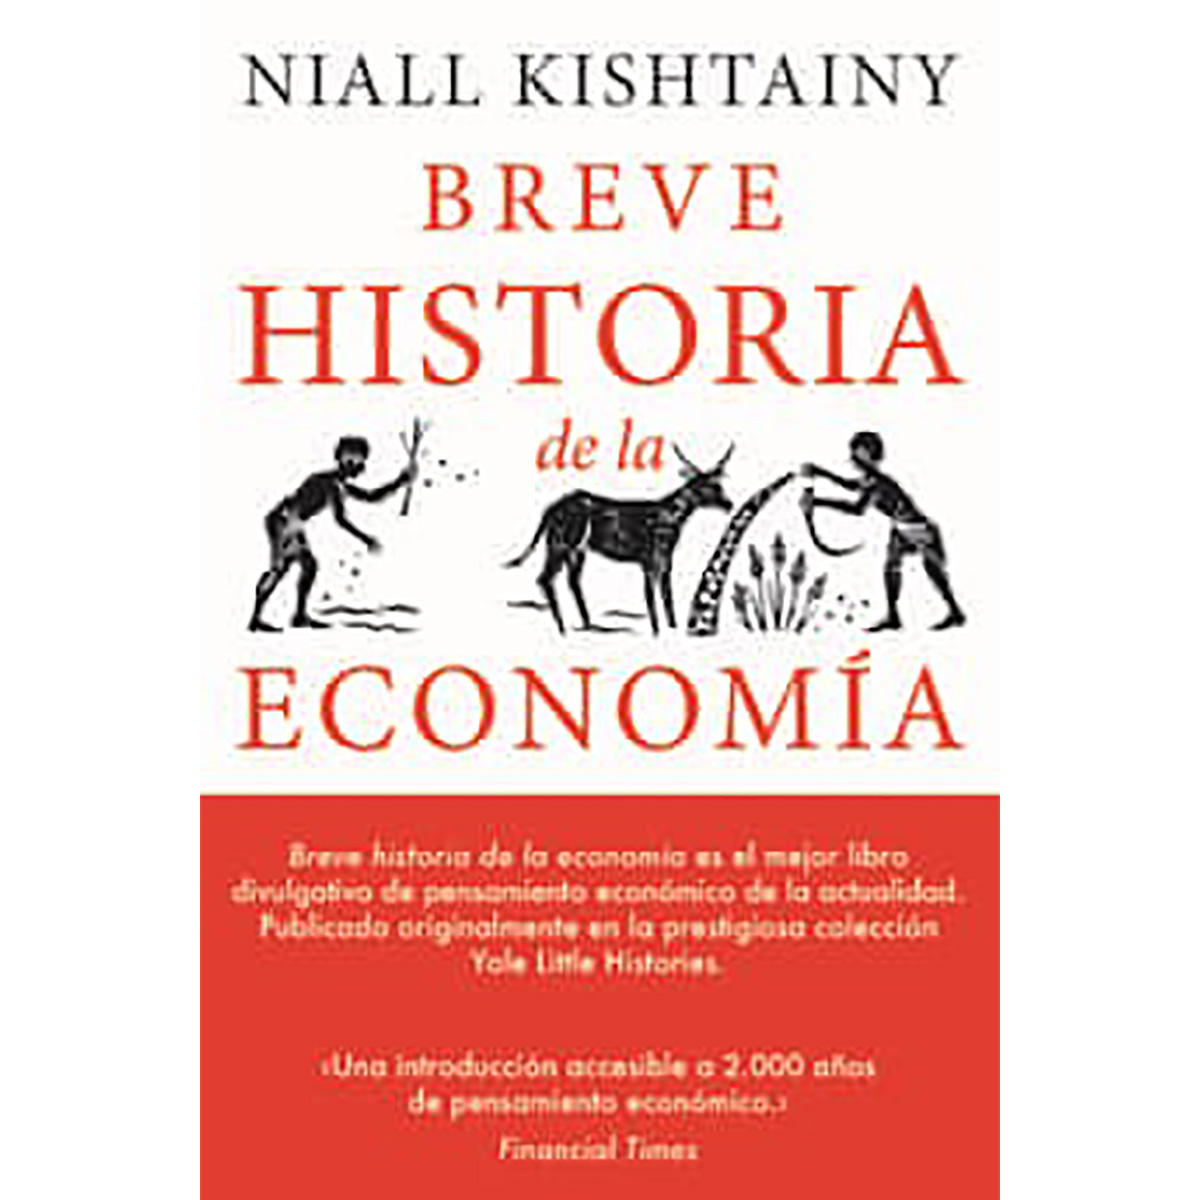 NIALL KISHTAINY
BREVE
HISTORIA
de la
ECONOMÍA
Breve historia de la economía es el mejor libro
divulgativo de pensamiento económico de la actualidad.
Publicado originalmente en la prestigiosa colección
Yale Little Histories.
«Una introducción accesible a 2.000 años
de pensamiento económico.»
Financial Times